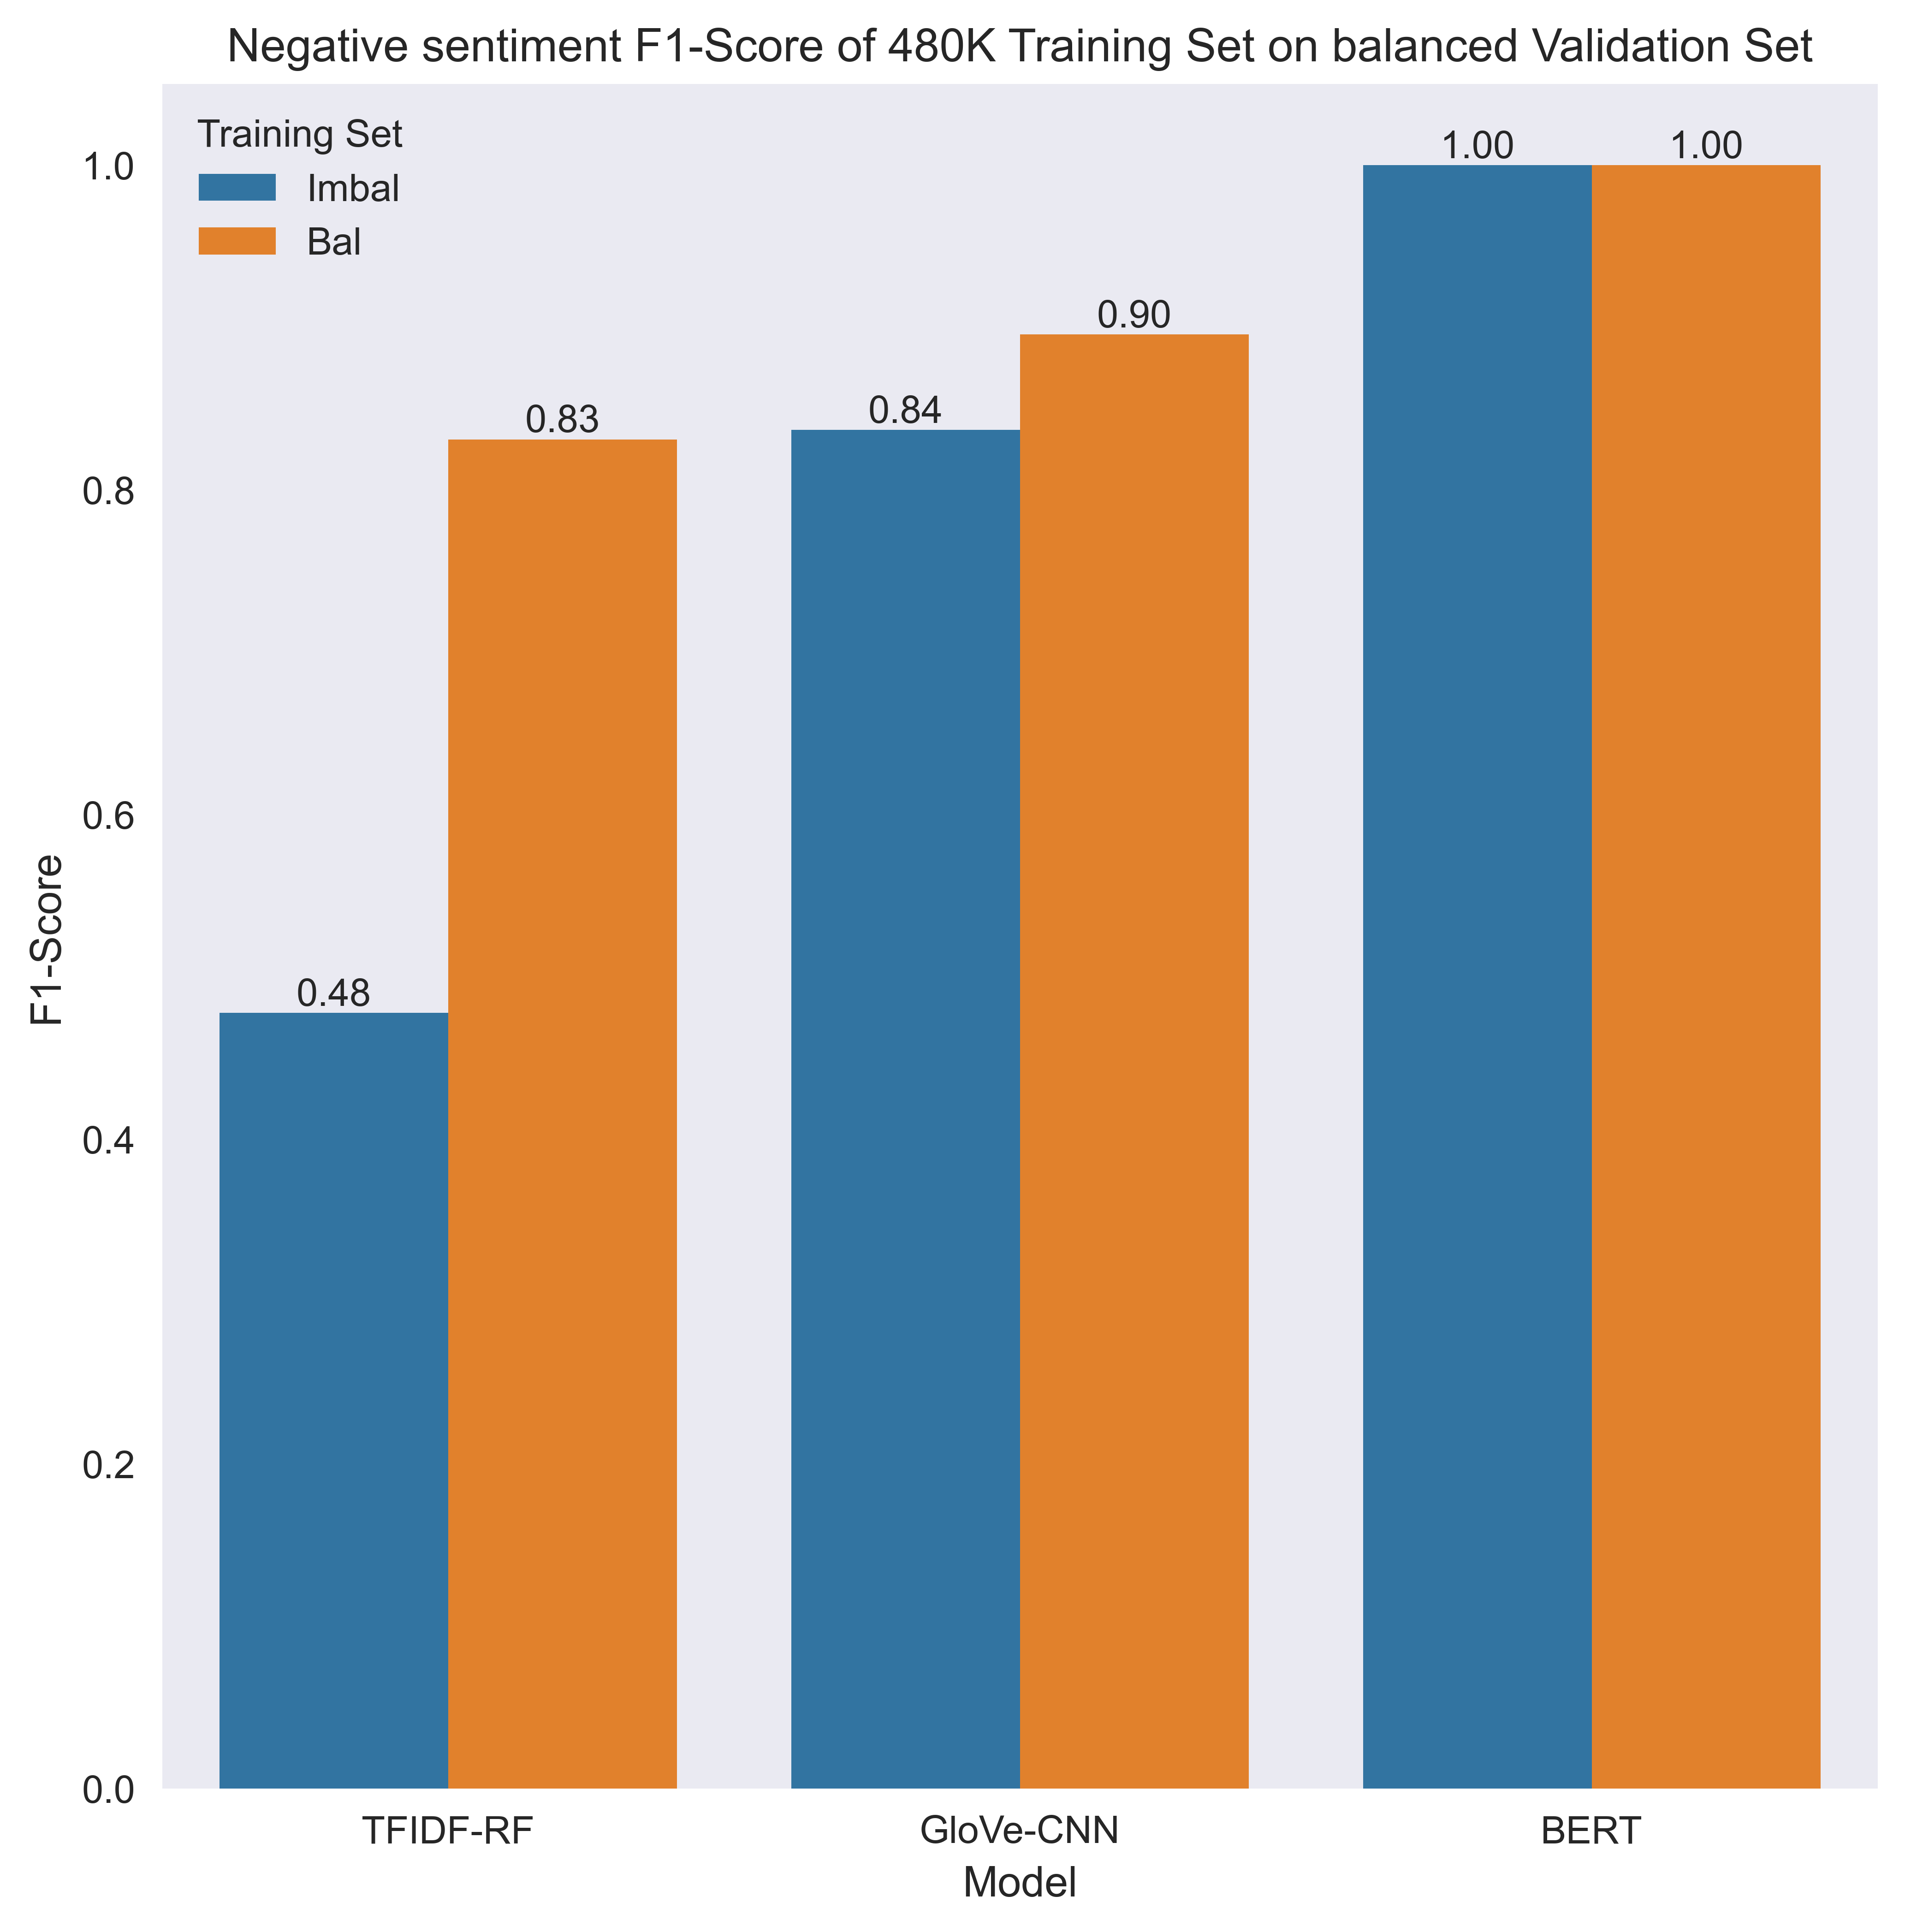 Negative sentiment F1-Score of 480K Training Set on balanced Validation Set
Training Set
Imbal
Bal
1.0
0.8
0.6
0.4
0.2
0.0
F1-Score
0.48
0.83
0.84
0.90
1.00
1.00
TFIDF-RF
GloVe-CNN
BERT
Model